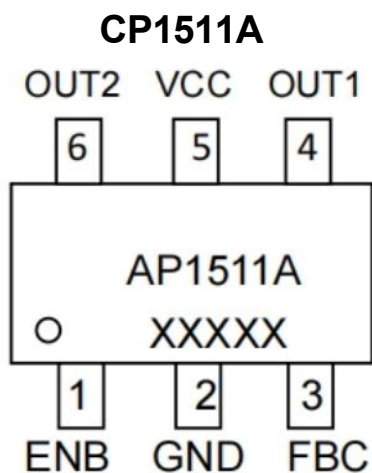 CP1511A
OUT2 VCC OUT1
6 5 4
AP1511A
XXXXX
1 2 3
ENB GND FBC